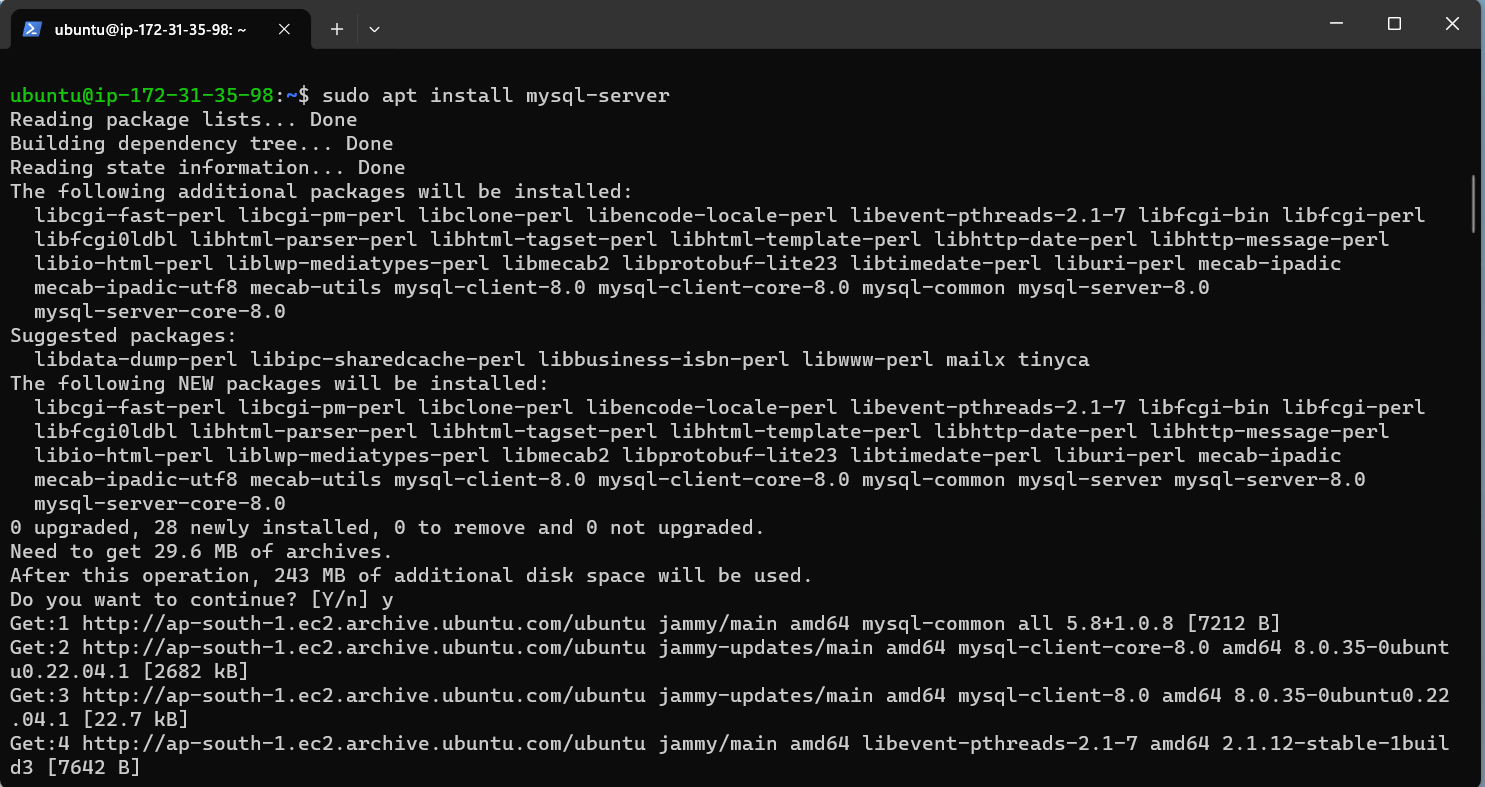 ubuntu@ip-172-31-35-98: ~
ubuntu@ip-172-31-35-98:~$ sudo apt install mysql-server
Reading package lists... Done
Building dependency tree... Done
Reading state information... Done
The following additional packages will be installed:
  libcgi-fast-perl libcgi-pm-perl libclone-perl libencode-locale-perl libevent-pthreads-2.1-7 libfcgi-bin libfcgi-perl
  libfcgi0ldbl libhtml-parser-perl libhtml-tagset-perl libhtml-template-perl libhttp-date-perl libhttp-message-perl
  libio-html-perl liblwp-mediatypes-perl libmecab2 libprotobuf-lite23 libtimedate-perl liburi-perl mecab-ipadic
  mecab-ipadic-utf8 mecab-utils mysql-client-8.0 mysql-client-core-8.0 mysql-common mysql-server-8.0
  mysql-server-core-8.0
Suggested packages:
  libdata-dump-perl libipc-sharedcache-perl libbusiness-isbn-perl libwww-perl mailx tinyca
The following NEW packages will be installed:
  libcgi-fast-perl libcgi-pm-perl libclone-perl libencode-locale-perl libevent-pthreads-2.1-7 libfcgi-bin libfcgi-perl
  libfcgi0ldbl libhtml-parser-perl libhtml-tagset-perl libhtml-template-perl libhttp-date-perl libhttp-message-perl
  libio-html-perl liblwp-mediatypes-perl libmecab2 libprotobuf-lite23 libtimedate-perl liburi-perl mecab-ipadic
  mecab-ipadic-utf8 mecab-utils mysql-client-8.0 mysql-client-core-8.0 mysql-common mysql-server mysql-server-8.0
  mysql-server-core-8.0
0 upgraded, 28 newly installed, 0 to remove and 0 not upgraded.
Need to get 29.6 MB of archives.
After this operation, 243 MB of additional disk space will be used.
Do you want to continue? [Y/n] y
Get:1 http://ap-south-1.ec2.archive.ubuntu.com/ubuntu jammy/main amd64 mysql-common all 5.8+1.0.8 [7212 B]
Get:2 http://ap-south-1.ec2.archive.ubuntu.com/ubuntu jammy-updates/main amd64 mysql-client-core-8.0 amd64 8.0.35-0ubunt
u0.22.04.1 [2682 kB]
Get:3 http://ap-south-1.ec2.archive.ubuntu.com/ubuntu jammy-updates/main amd64 mysql-client-8.0 amd64 8.0.35-0ubuntu0.22
.04.1 [22.7 kB]
Get:4 http://ap-south-1.ec2.archive.ubuntu.com/ubuntu jammy/main amd64 libevent-pthreads-2.1-7 amd64 2.1.12-stable-1buil
d3 [7642 B]